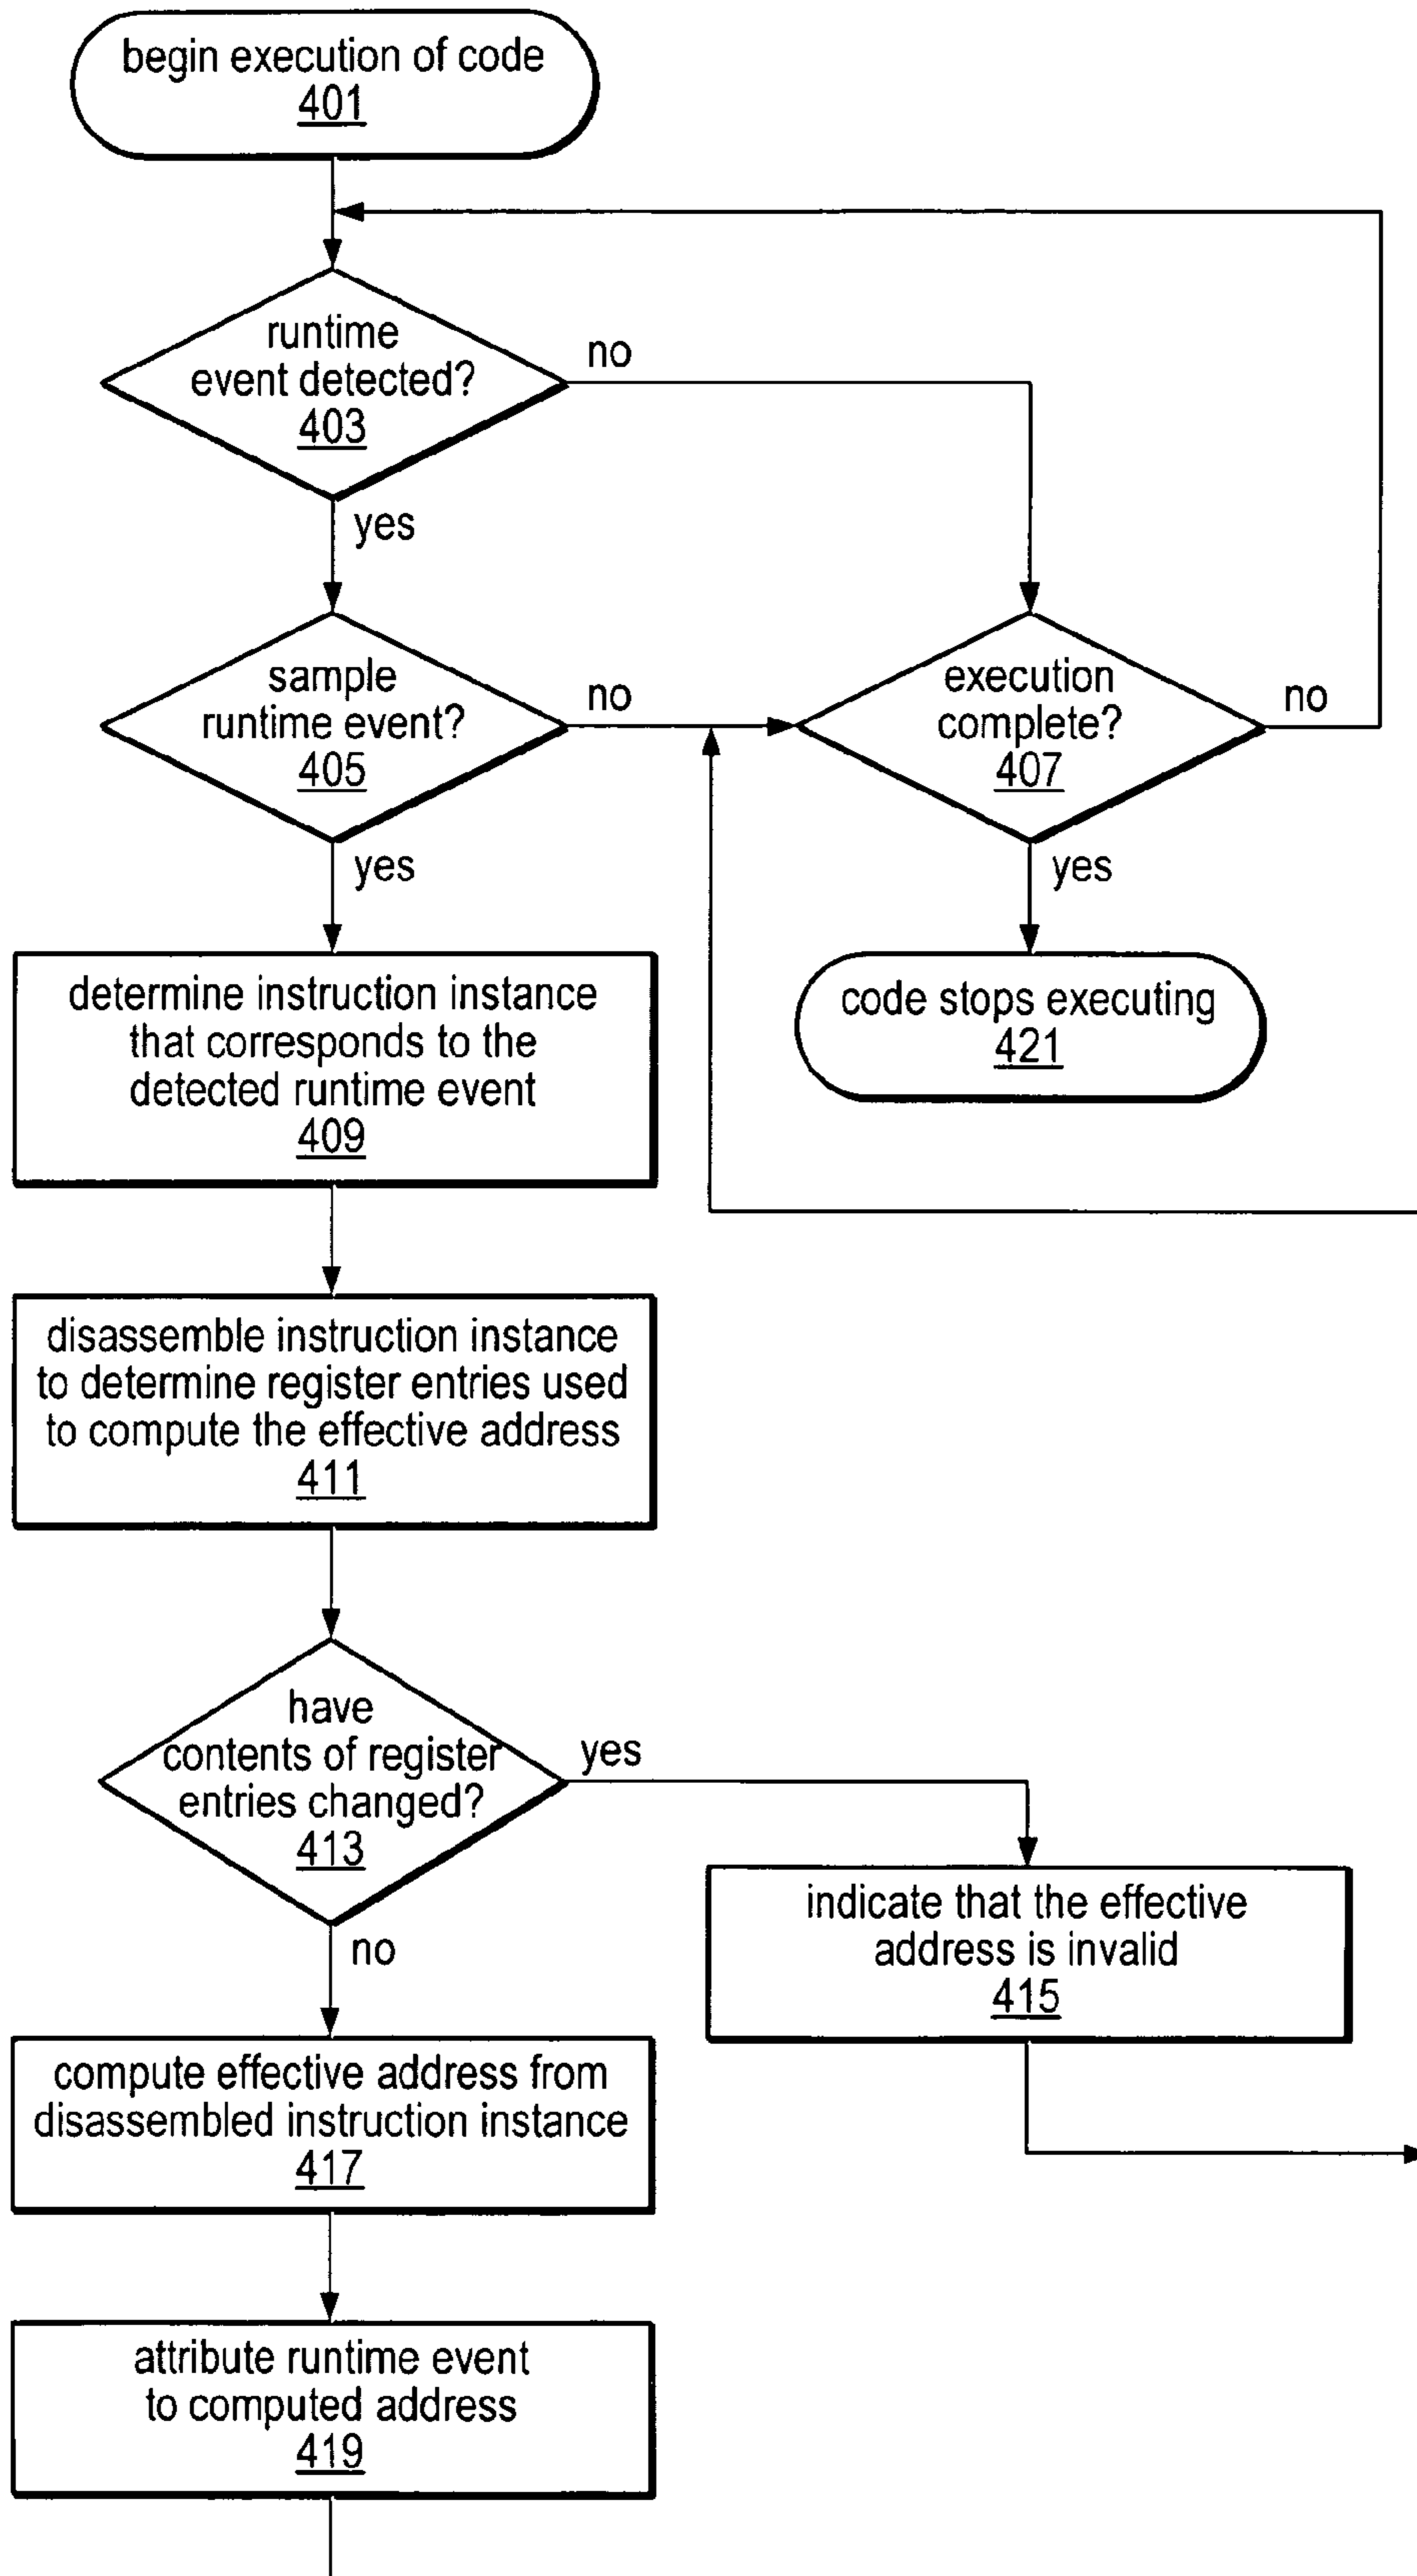 begin execution of code
401
runtime
event detected?
403
no
yes
sample
runtime event?
405
no
execution
complete?
407
no
yes
yes
determine instruction instance
that corresponds to the
detected runtime event
409
code stops executing
421
disassemble instruction instance
to determine register entries used
to compute the effective address
411
have
contents of register
entries changed?
413
yes
no
indicate that the effective
address is invalid
415
compute effective address from
disassembled instruction instance
417
attribute runtime event
to computed address
419